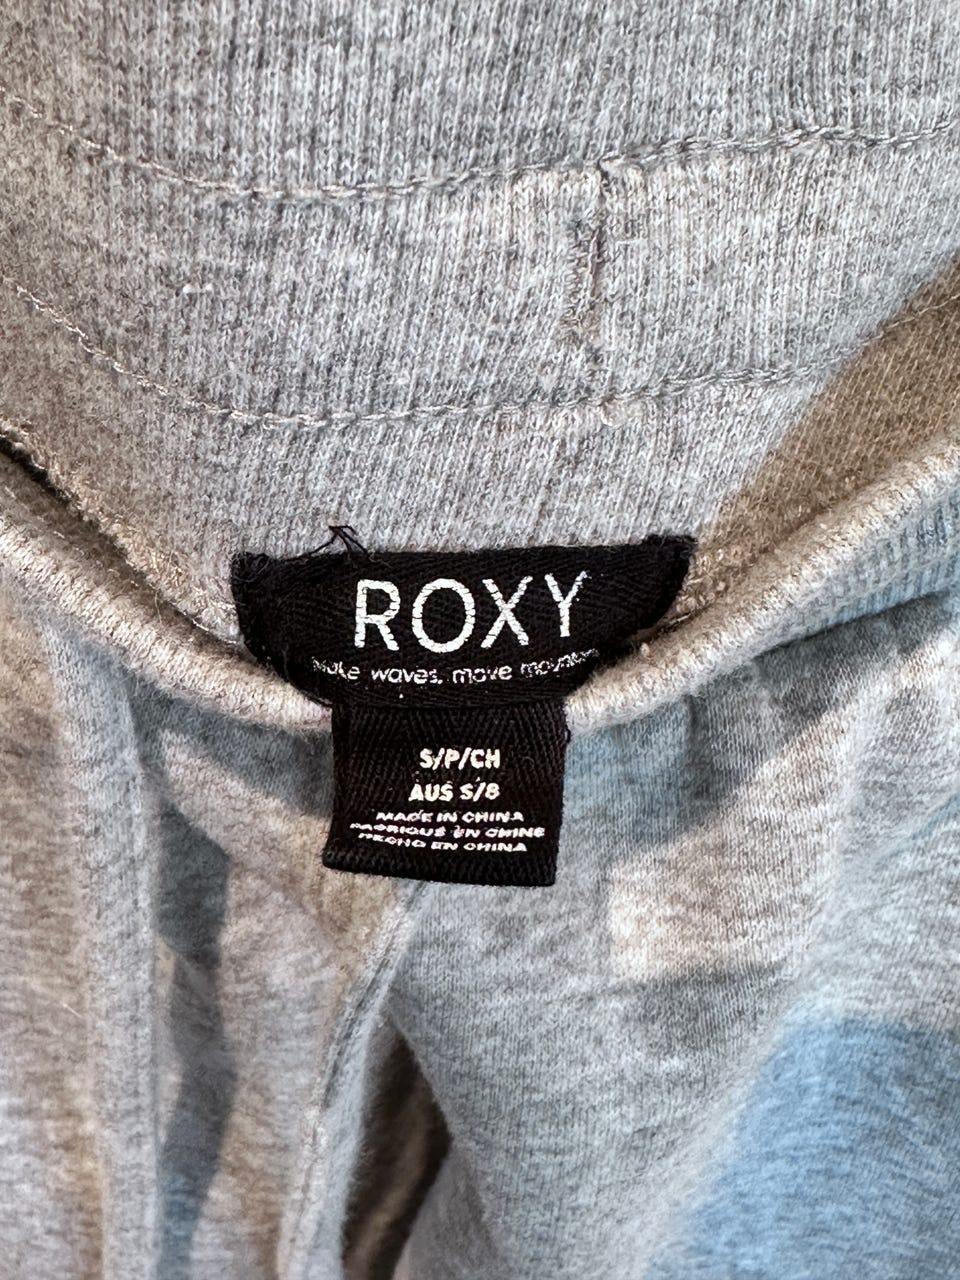 ROXY
make waves, move mountains
S/P/CH
AUS S/8
MADE IN CHINA
FABRIQUÉ EN CHINE
HECHO EN CHINA